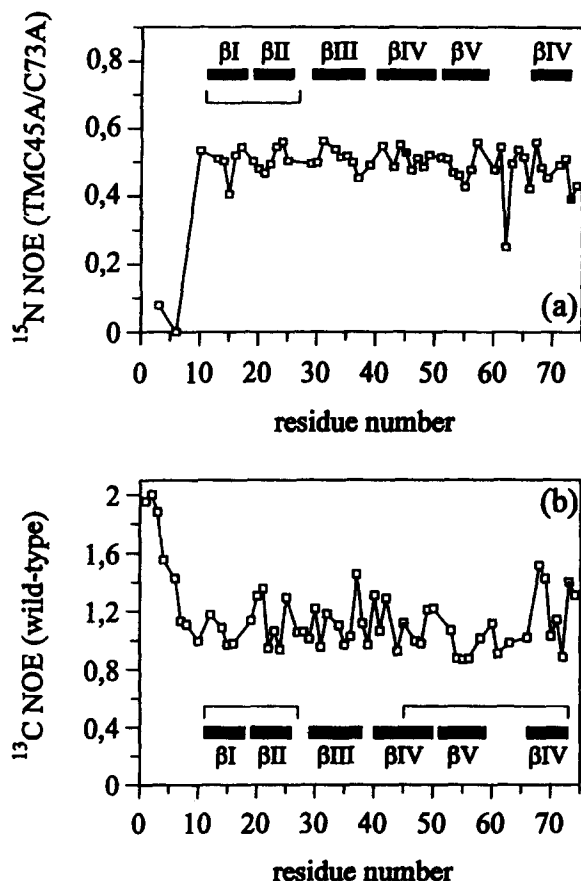 ¹⁵N NOE (TMC45A/C73A)
βI βII βIII βIV βV βIV
0,8
0,6
0,4
0,2
0
(a)
0 10 20 30 40 50 60 70
residue number
¹³C NOE (wild-type)
(b)
2
1,6
1,2
0,8
0,4
0
βI βII βIII βIV βV βIV
0 10 20 30 40 50 60 70
residue number